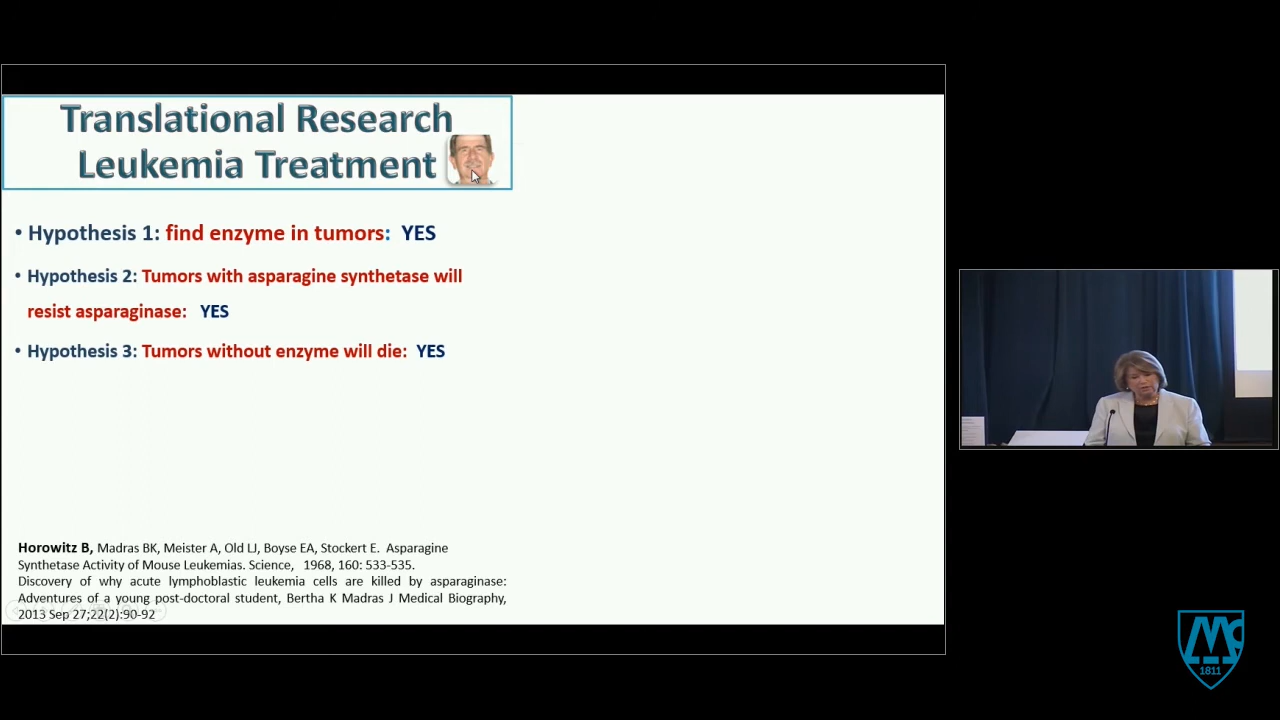 Translational Research
Leukemia Treatment
• Hypothesis 1: find enzyme in tumors: YES
• Hypothesis 2: Tumors with asparagine synthetase will
resist asparaginase: YES
• Hypothesis 3: Tumors without enzyme will die: YES
Horowitz B, Madras BK, Meister A, Old LJ, Boyse EA, Stockert E. Asparagine
Synthetase Activity of Mouse Leukemias. Science, 1968, 160: 533-535.
Discovery of why acute lymphoblastic leukemia cells are killed by asparaginase:
Adventures of a young post-doctoral student, Bertha K Madras J Medical Biography,
2013 Sep 27;22(2):90-92
Mc
1811